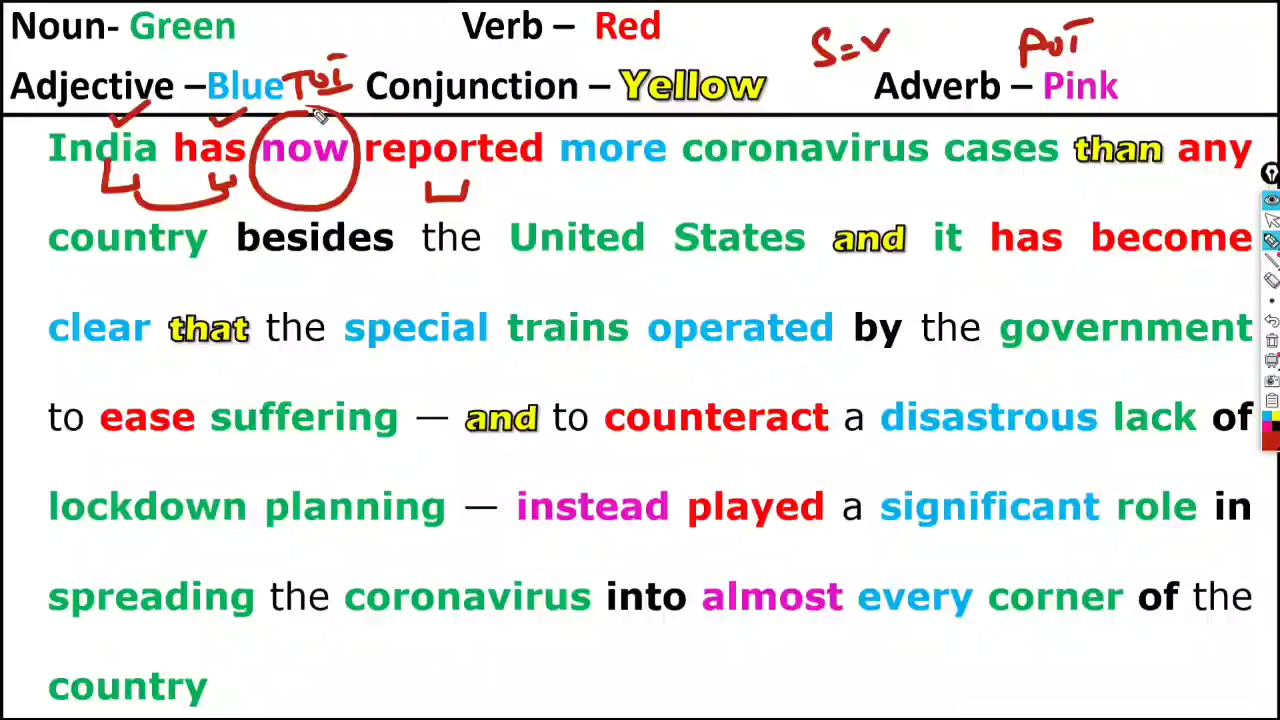 Noun- Green Verb – Red S=V
Adjective –Blue Conjunction – Yellow Adverb – Pink
India has now reported more coronavirus cases than any
country besides the United States and it has become
clear that the special trains operated by the government
to ease suffering — and to counteract a disastrous lack of
lockdown planning — instead played a significant role in
spreading the coronavirus into almost every corner of the
country